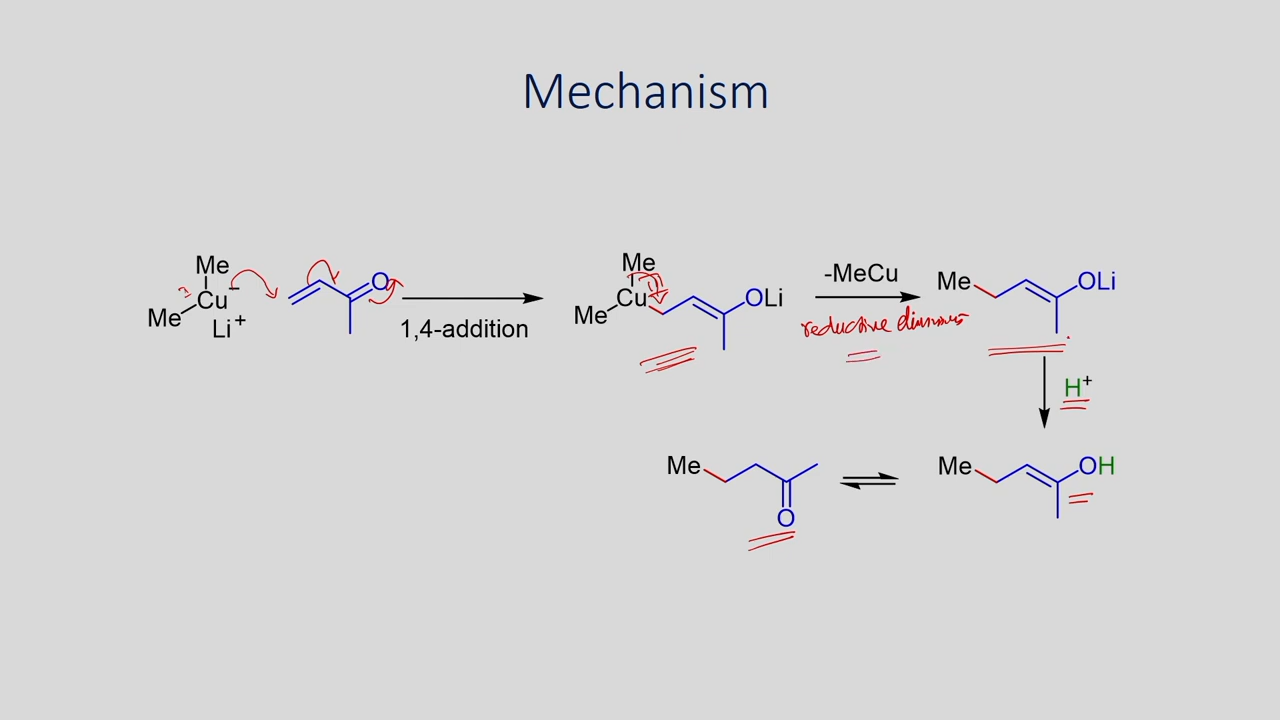 Mechanism
Me
Cu⁻
Me
Li⁺
O
1,4-addition
Me
Cu
Me
OLi
-MeCu
reductive
Me
OLi
H⁺
Me
O
Me
OH